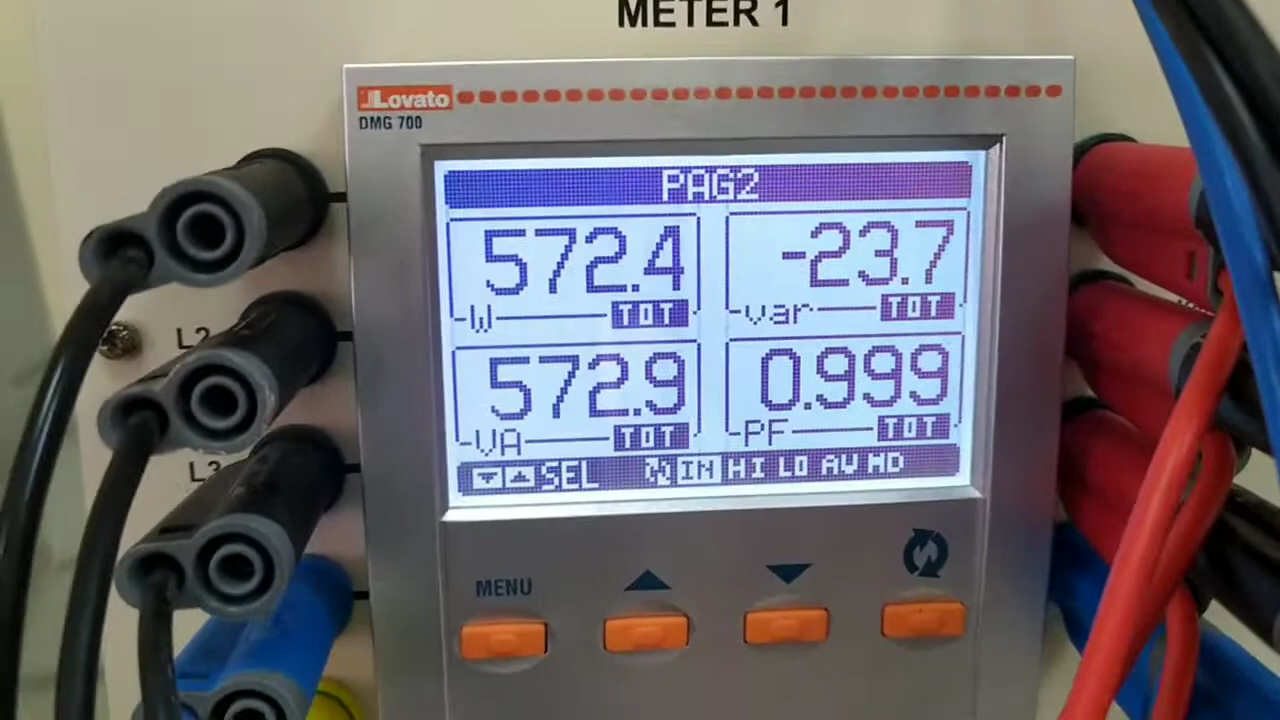 METER 1
Lovato
DMG 700
PAG2
572.4
-23.7
W TOT
var TOT
572.9
0.999
VA TOT
PF TOT
SEL IN HI LO AV MD
L2
L3
MENU